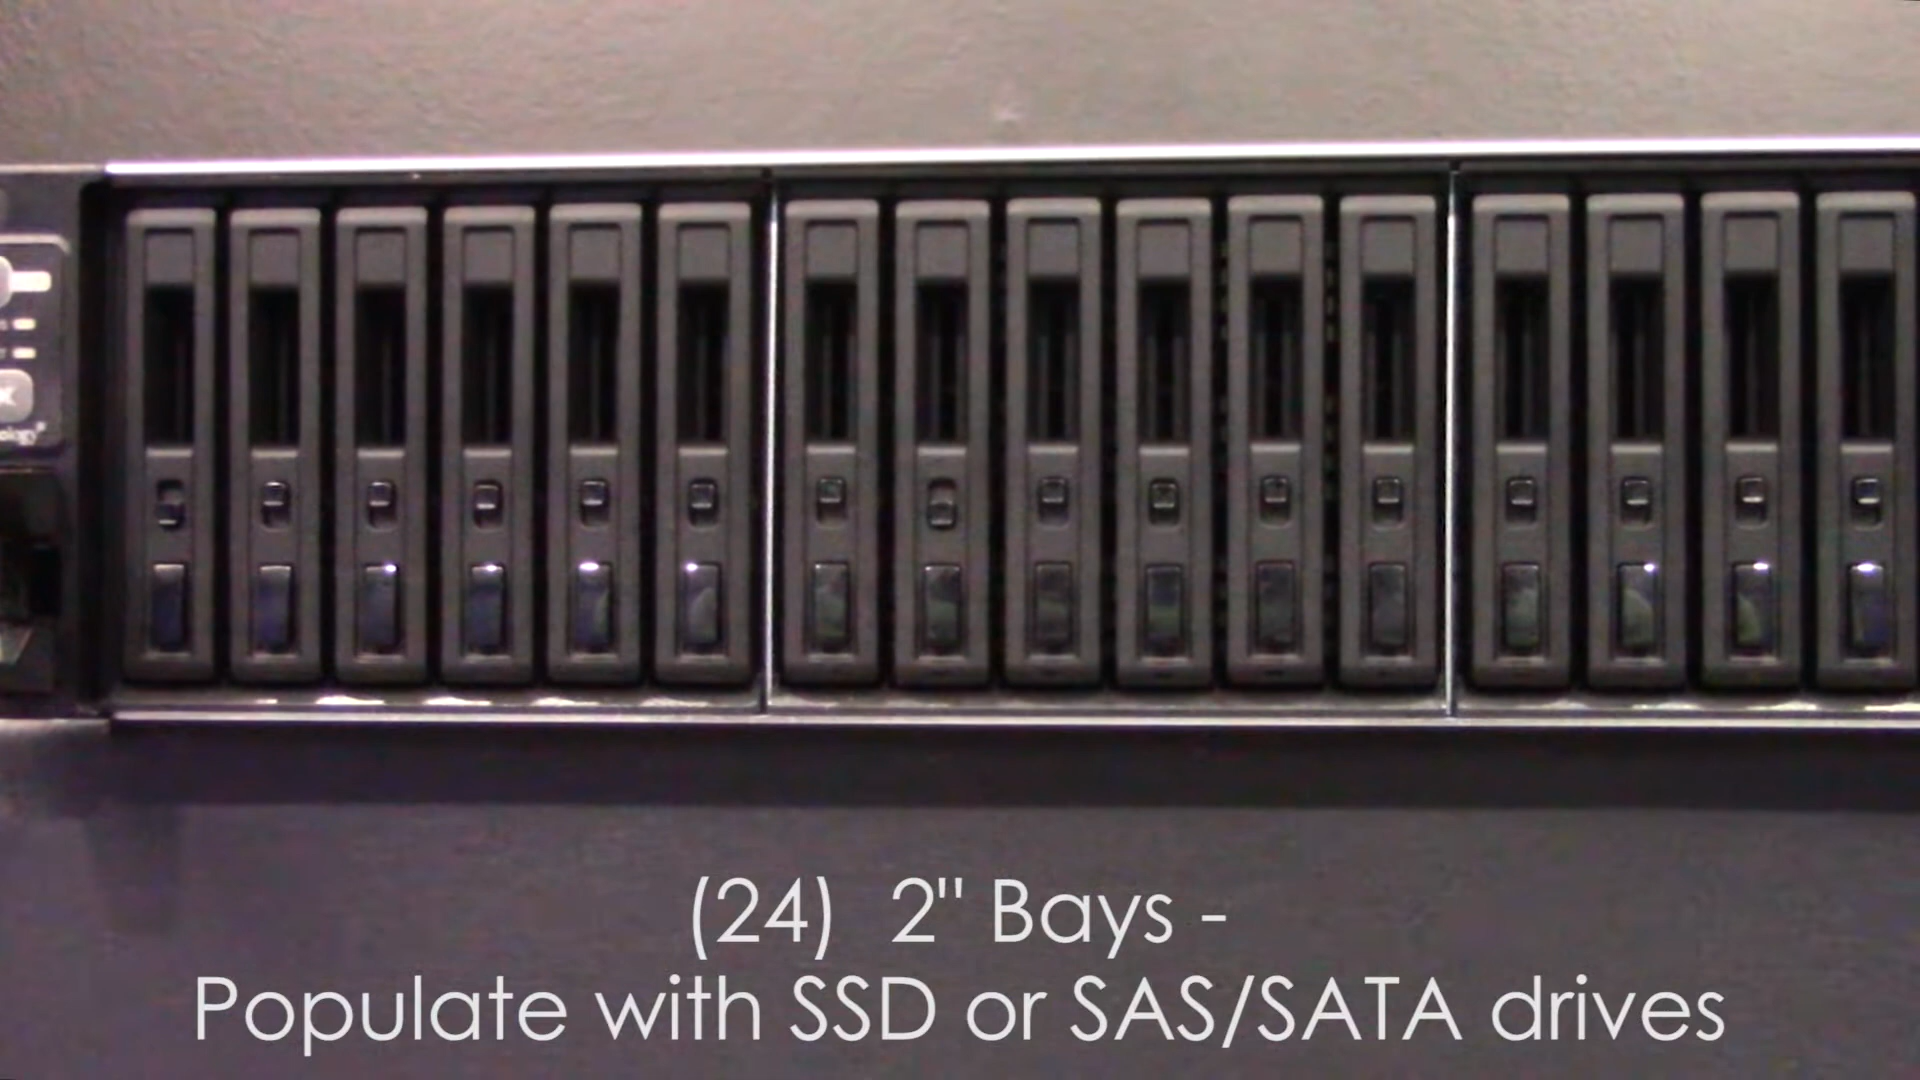 (24)  2" Bays -
Populate with SSD or SAS/SATA drives